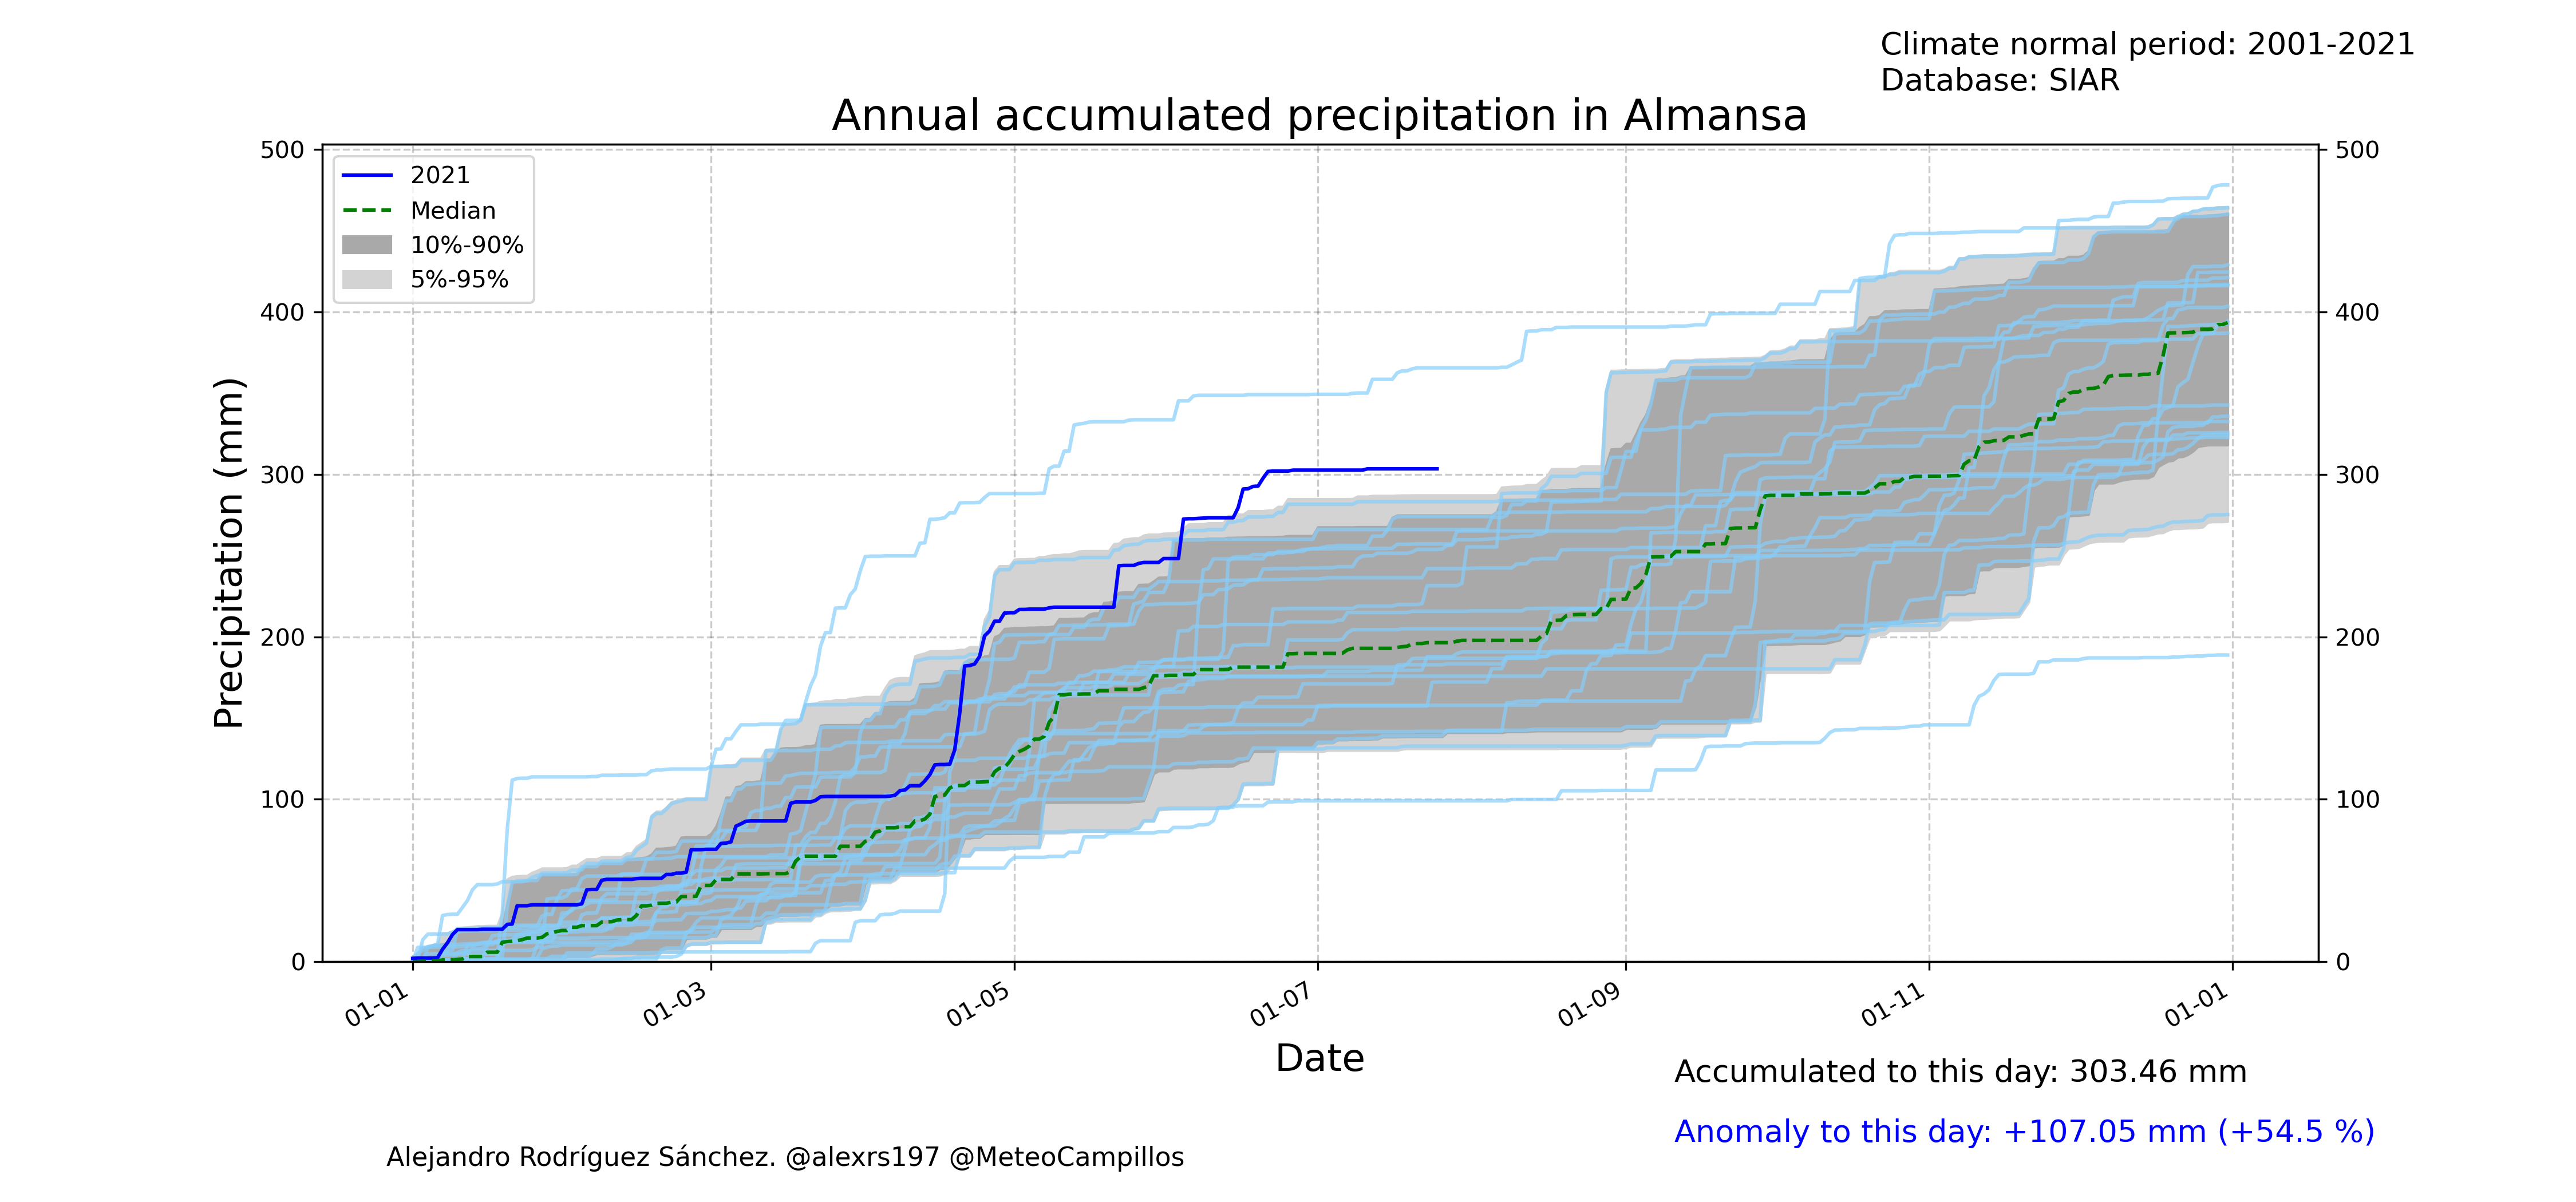 Climate normal period: 2001-2021
Database: SIAR
Annual accumulated precipitation in Almansa
2021
Median
10%-90%
5%-95%
Precipitation (mm)
500
400
300
200
100
0
500
400
300
200
100
0
01-01
01-03
01-05
01-07
01-09
01-11
01-01
Date
Accumulated to this day: 303.46 mm
Anomaly to this day: +107.05 mm (+54.5 %)
Alejandro Rodríguez Sánchez. @alexrs197 @MeteoCampillos